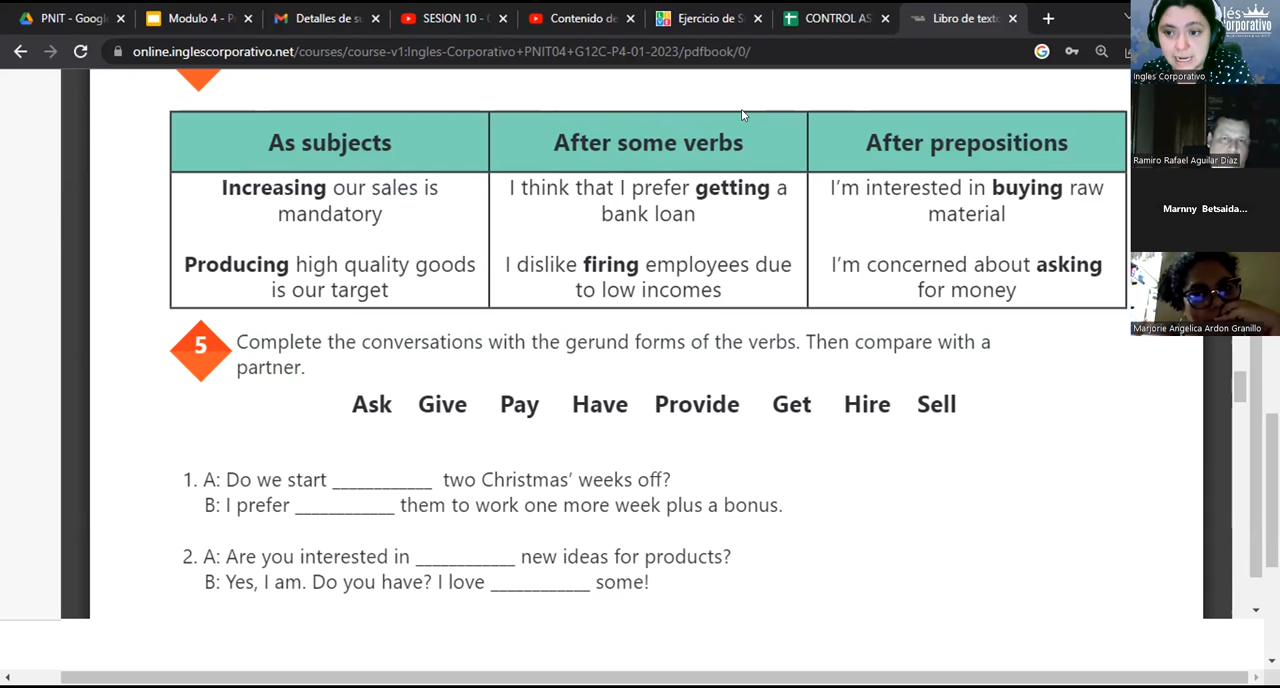 PNIT - Googl
Modulo 4 - P
Detalles de su
SESION 10 -
Contenido de
Ejercicio de S
CONTROL AS
Libro de texto
online.inglescorporativo.net/courses/course-v1:Ingles-Corporativo+PNIT04+G12C-P4-01-2023/pdfbook/0/
Ingles Corporativo
Ramiro Rafael Aguilar Díaz
Marnny Betsaida...
Marjorie Angelica Ardon Granillo
As subjects After some verbs After prepositions
Increasing our sales is
mandatory
Producing high quality goods
is our target
I think that I prefer getting a
bank loan
I dislike firing employees due
to low incomes
I'm interested in buying raw
material
I'm concerned about asking
for money
5
Complete the conversations with the gerund forms of the verbs. Then compare with a
partner.
Ask Give Pay Have Provide Get Hire Sell
1. A: Do we start ____________ two Christmas' weeks off?
B: I prefer ____________ them to work one more week plus a bonus.
2. A: Are you interested in ____________ new ideas for products?
B: Yes, I am. Do you have? I love ____________ some!